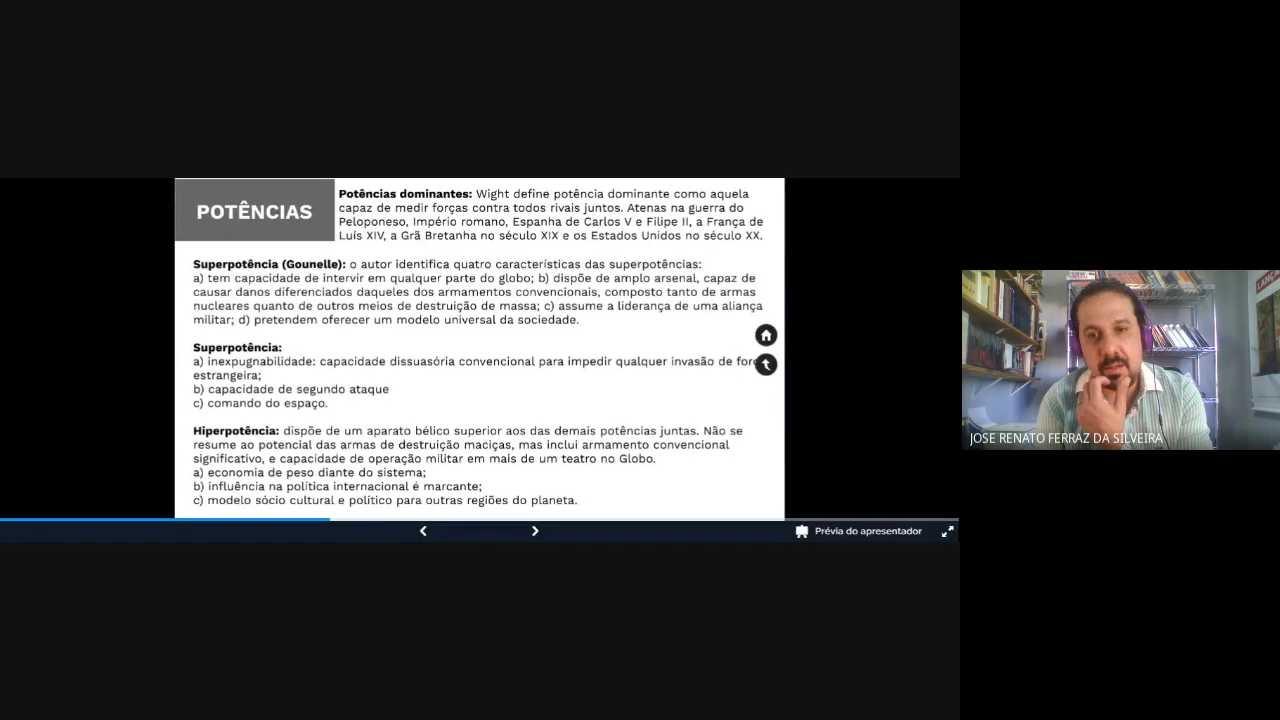 POTÊNCIAS
Potências dominantes: Wight define potência dominante como aquela
capaz de medir forças contra todos rivais juntos. Atenas na guerra do
Peloponeso, Império romano, Espanha de Carlos V e Filipe II, a França de
Luís XIV, a Grã Bretanha no século XIX e os Estados Unidos no século XX.
Superpotência (Gounelle): o autor identifica quatro características das superpotências:
a) tem capacidade de intervir em qualquer parte do globo; b) dispõe de amplo arsenal, capaz de
causar danos diferenciados daqueles dos armamentos convencionais, composto tanto de armas
nucleares quanto de outros meios de destruição de massa; c) assume a liderança de uma aliança
militar; d) pretendem oferecer um modelo universal da sociedade.
Superpotência:
a) inexpugnabilidade: capacidade dissuasória convencional para impedir qualquer invasão de
estrangeira;
b) capacidade de segundo ataque
c) comando do espaço.
Hiperpotência: dispõe de um aparato bélico superior aos das demais potências juntas. Não se
resume ao potencial das armas de destruição maciças, mas inclui armamento convencional
significativo, e capacidade de operação militar em mais de um teatro no Globo.
a) economia de peso diante do sistema;
b) influência na política internacional é marcante;
c) modelo sócio cultural e político para outras regiões do planeta.
Prévia do apresentador
JOSE RENATO FERRAZ DA SILVEIRA